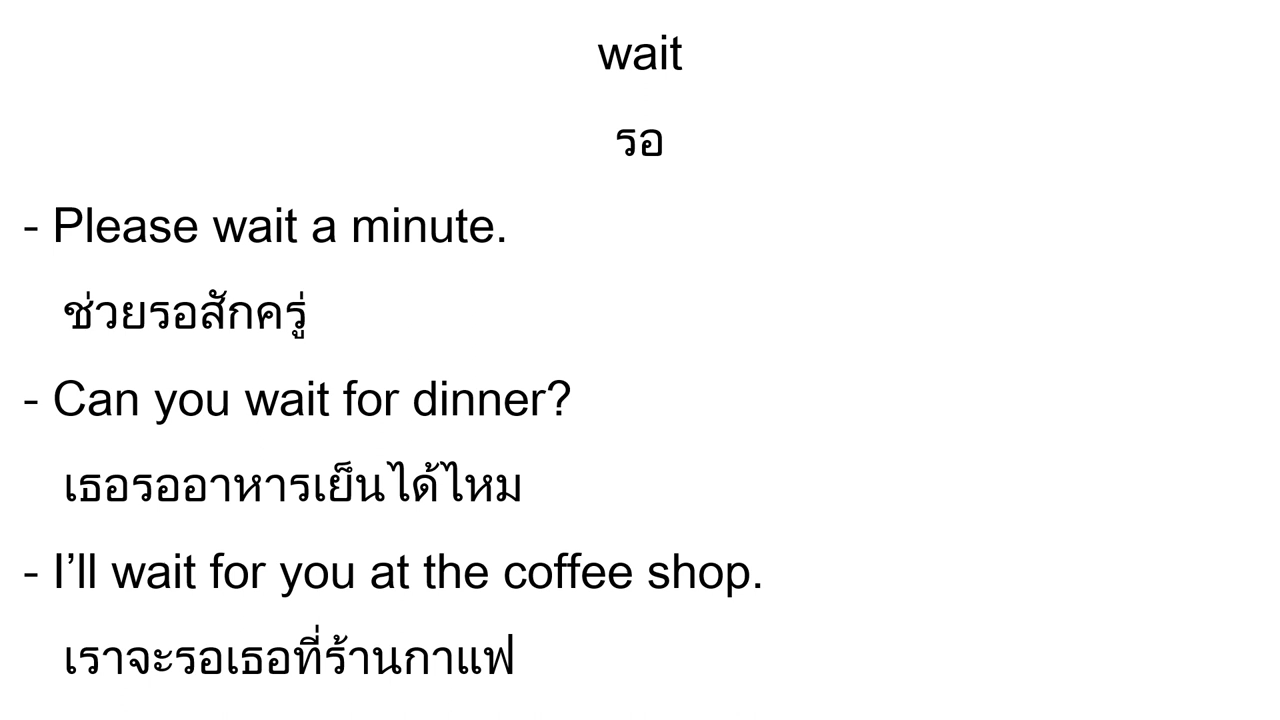 wait
รอ
- Please wait a minute.
ช่วยรอสักครู่
- Can you wait for dinner?
เธอรออาหารเย็นได้ไหม
- I’ll wait for you at the coffee shop.
เราจะรอเธอที่ร้านกาแฟ